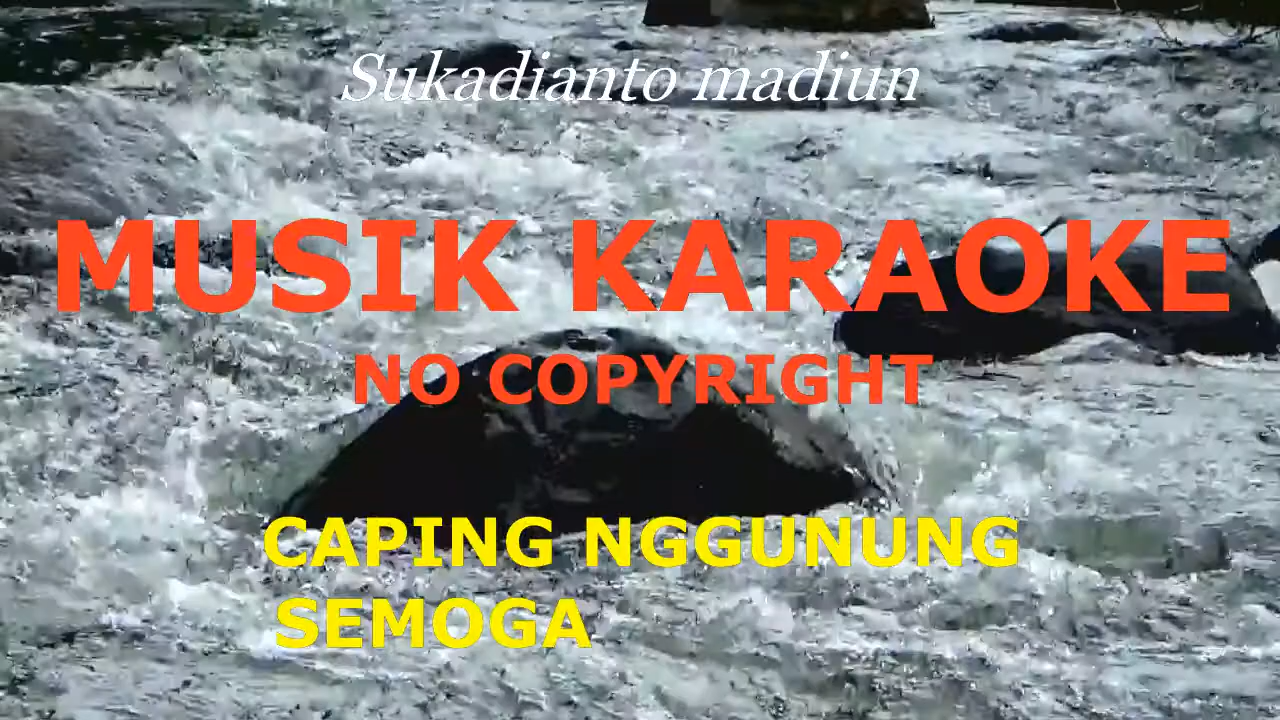 Sukadianto madiun
MUSIK KARAOKE
NO COPYRIGHT
CAPING NGGUNUNG
SEMOGA